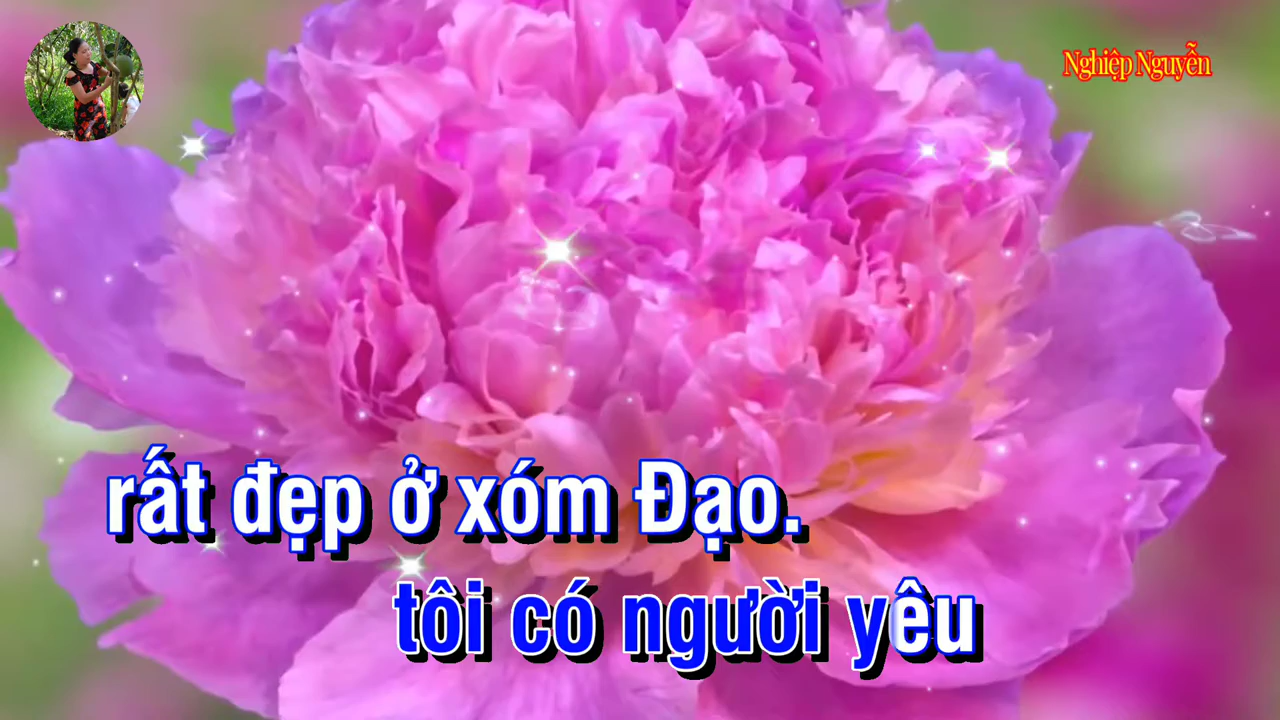 Nghiệp Nguyễn
rất đẹp ở xóm Đạo.
tôi có người yêu